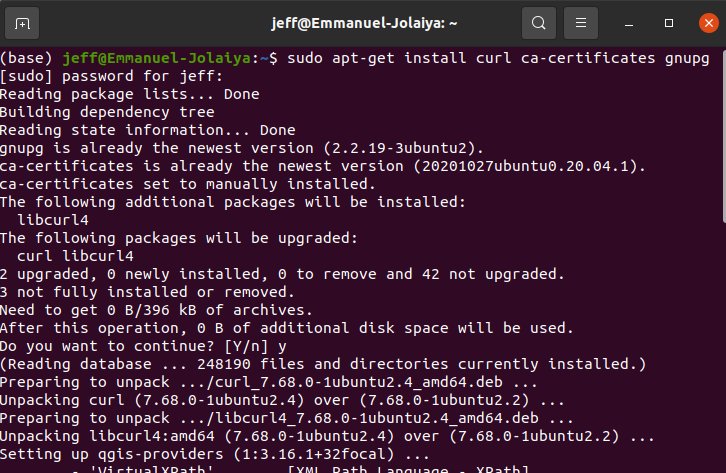 jeff@Emmanuel-Jolaiya: ~
(base) jeff@Emmanuel-Jolaiya:~$ sudo apt-get install curl ca-certificates gnupg
[sudo] password for jeff:
Reading package lists... Done
Building dependency tree
Reading state information... Done
gnupg is already the newest version (2.2.19-3ubuntu2).
ca-certificates is already the newest version (20201027ubuntu0.20.04.1).
ca-certificates set to manually installed.
The following additional packages will be installed:
  libcurl4
The following packages will be upgraded:
  curl libcurl4
2 upgraded, 0 newly installed, 0 to remove and 42 not upgraded.
3 not fully installed or removed.
Need to get 0 B/396 kB of archives.
After this operation, 0 B of additional disk space will be used.
Do you want to continue? [Y/n] y
(Reading database ... 248190 files and directories currently installed.)
Preparing to unpack .../curl_7.68.0-1ubuntu2.4_amd64.deb ...
Unpacking curl (7.68.0-1ubuntu2.4) over (7.68.0-1ubuntu2.2) ...
Preparing to unpack .../libcurl4_7.68.0-1ubuntu2.4_amd64.deb ...
Unpacking libcurl4:amd64 (7.68.0-1ubuntu2.4) over (7.68.0-1ubuntu2.2) ...
Setting up qgis-providers (1:3.16.1+32focal) ...
        - 'VirtualXPath'        [XML Path Language - XPath]